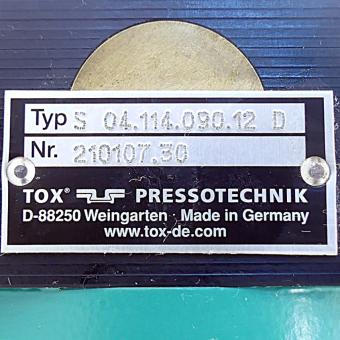 Typ S 04.114.090.12 D
Nr. 210107.30
TOX® PRESSOTECHNIK
D-88250 Weingarten · Made in Germany
www.tox-de.com